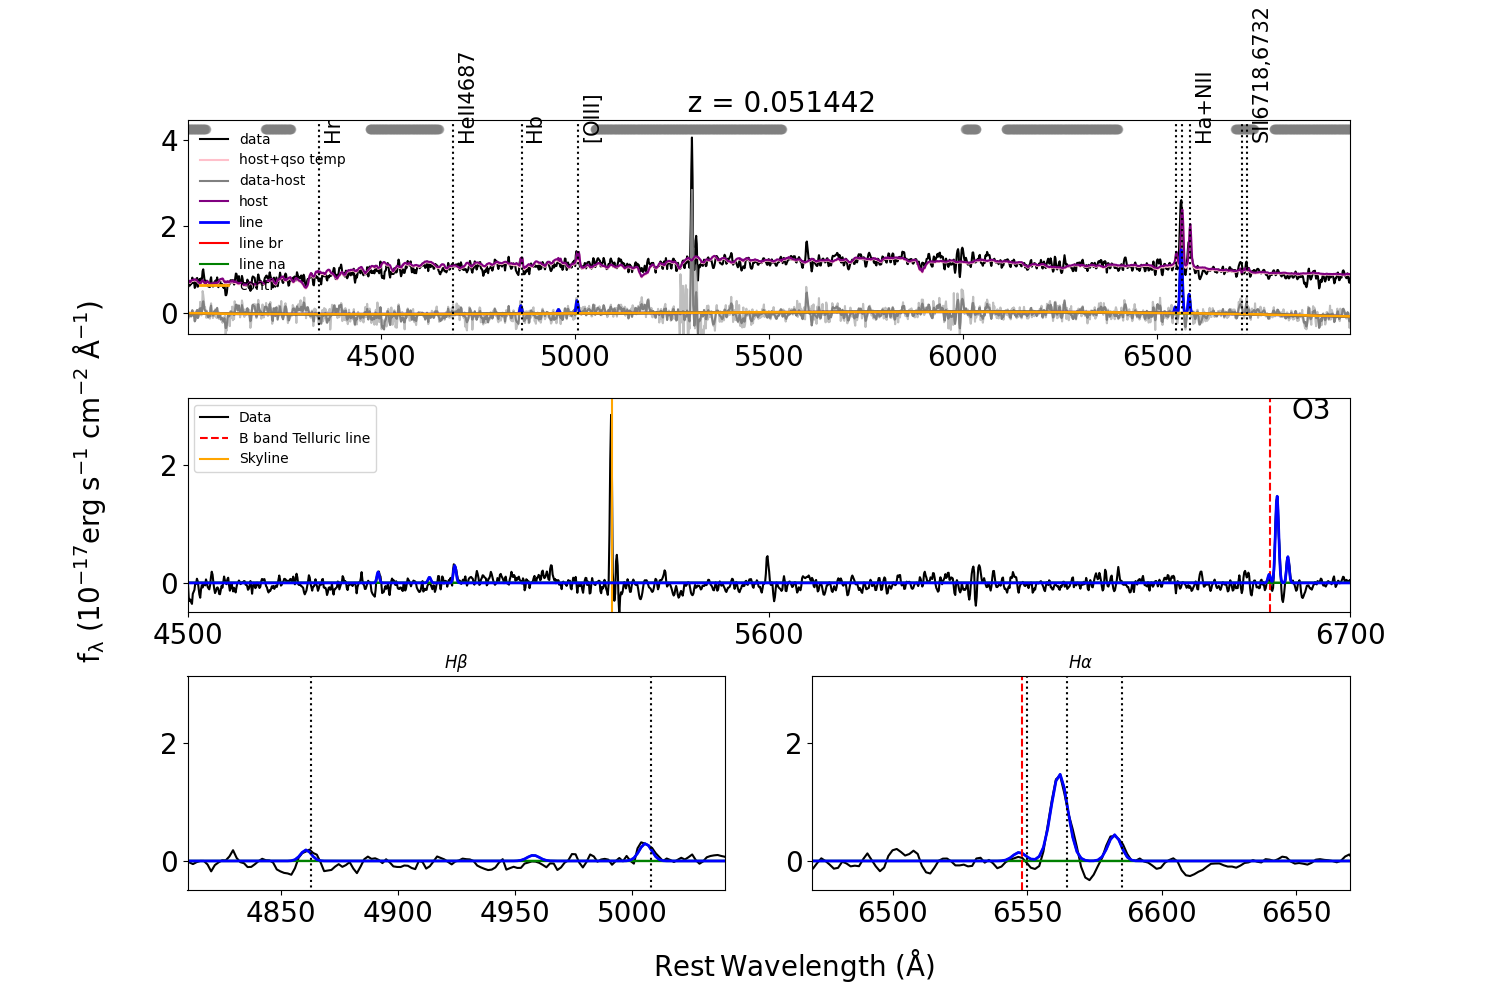 z = 0.051442
Hr
HeII4687
Hb
[OIII]
Ha+NII
SII6718,6732
data
host+qso temp
data-host
host
line
line br
line na
conti
4
2
0
4500
5000
5500
6000
6500
O3
Data
B band Telluric line
Skyline
2
0
4500
5600
6700
fλ (10⁻¹⁷erg s⁻¹ cm⁻² Å⁻¹)
Hβ
2
0
4850
4900
4950
5000
Hα
2
0
6500
6550
6600
6650
Rest Wavelength (Å)